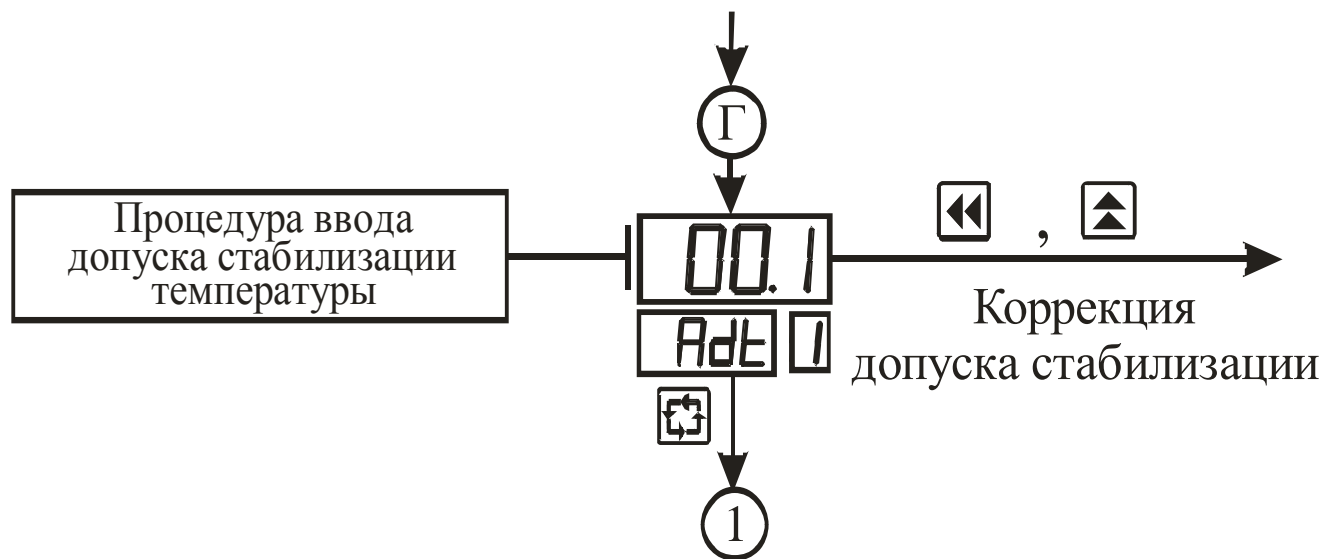 Г
Процедура ввода
допуска стабилизации
температуры
00.1
,
Коррекция
допуска стабилизации
Adt 1
1